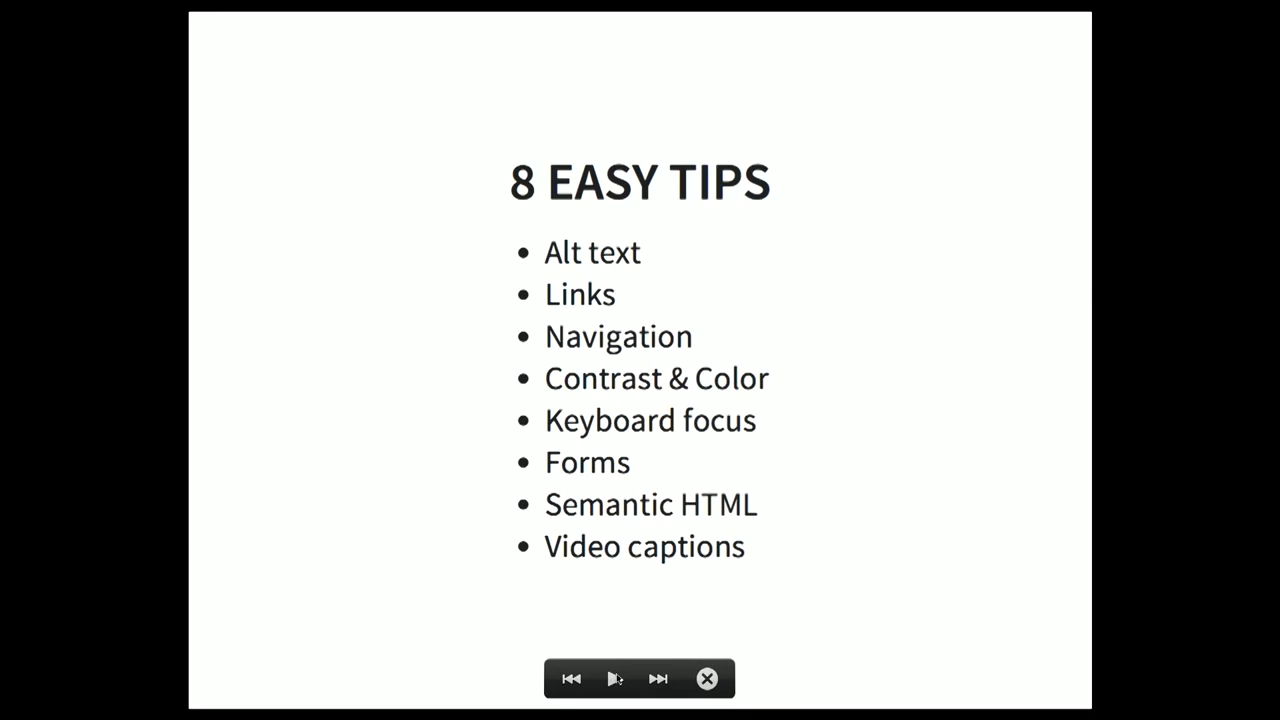 8 EASY TIPS
• Alt text
• Links
• Navigation
• Contrast & Color
• Keyboard focus
• Forms
• Semantic HTML
• Video captions